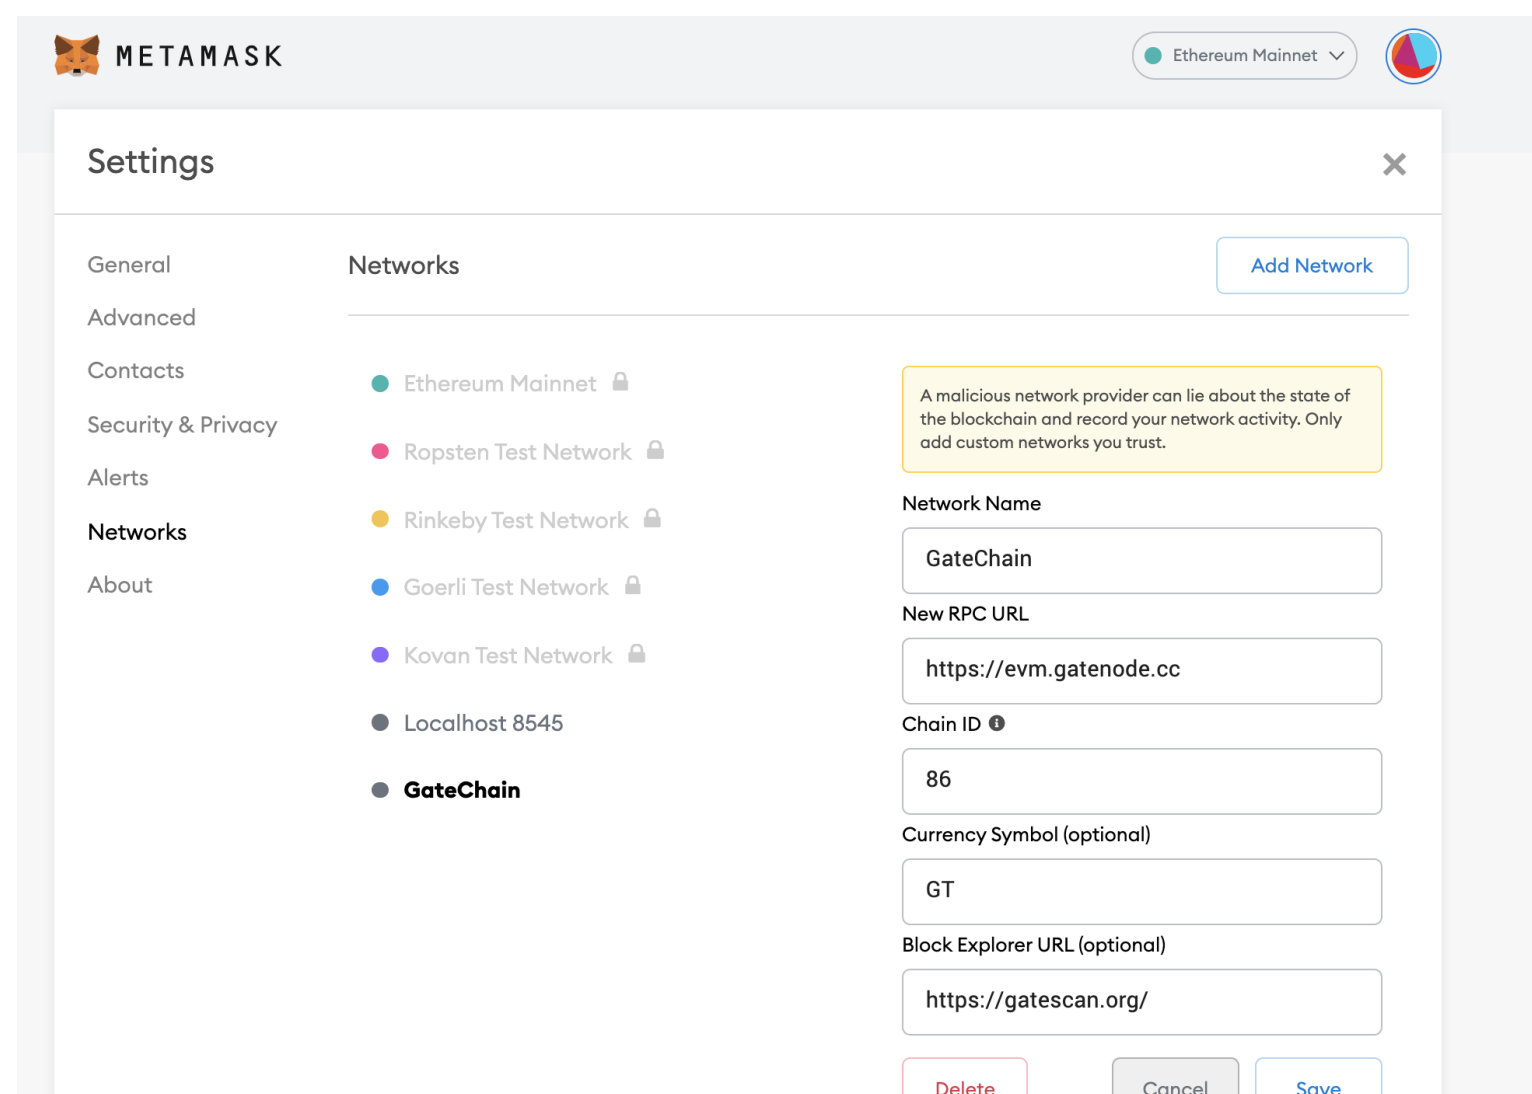 METAMASK
Ethereum Mainnet
Settings
General
Advanced
Contacts
Security & Privacy
Alerts
Networks
About
Networks
Add Network
Ethereum Mainnet
Ropsten Test Network
Rinkeby Test Network
Goerli Test Network
Kovan Test Network
Localhost 8545
GateChain
A malicious network provider can lie about the state of
the blockchain and record your network activity. Only
add custom networks you trust.
Network Name
GateChain
New RPC URL
https://evm.gatenode.cc
Chain ID
86
Currency Symbol (optional)
GT
Block Explorer URL (optional)
https://gatescan.org/
Delete
Cancel
Save